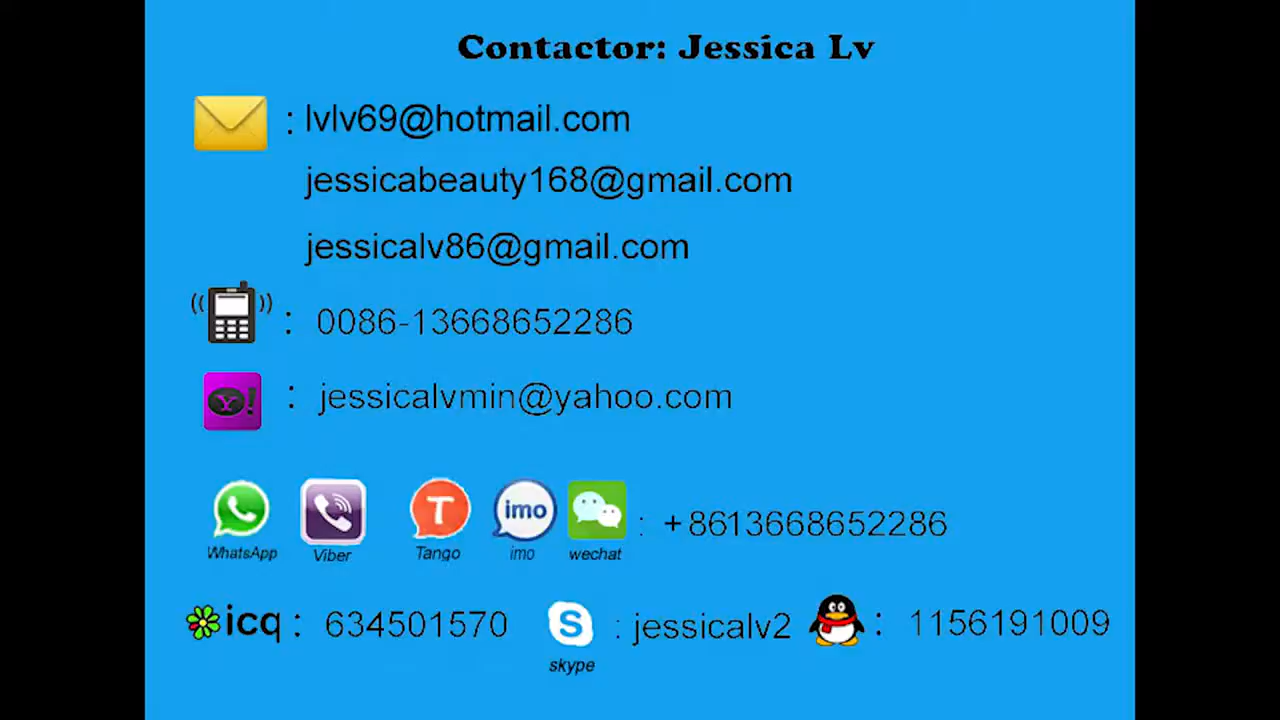 Contactor: Jessica Lv
: lvlv69@hotmail.com
jessicabeauty168@gmail.com
jessicalv86@gmail.com
: 0086-13668652286
Y! : jessicalvmin@yahoo.com
T imo : +8613668652286
WhatsApp Viber Tango imo wechat
icq : 634501570 S : jessicalv2 : 1156191009
skype